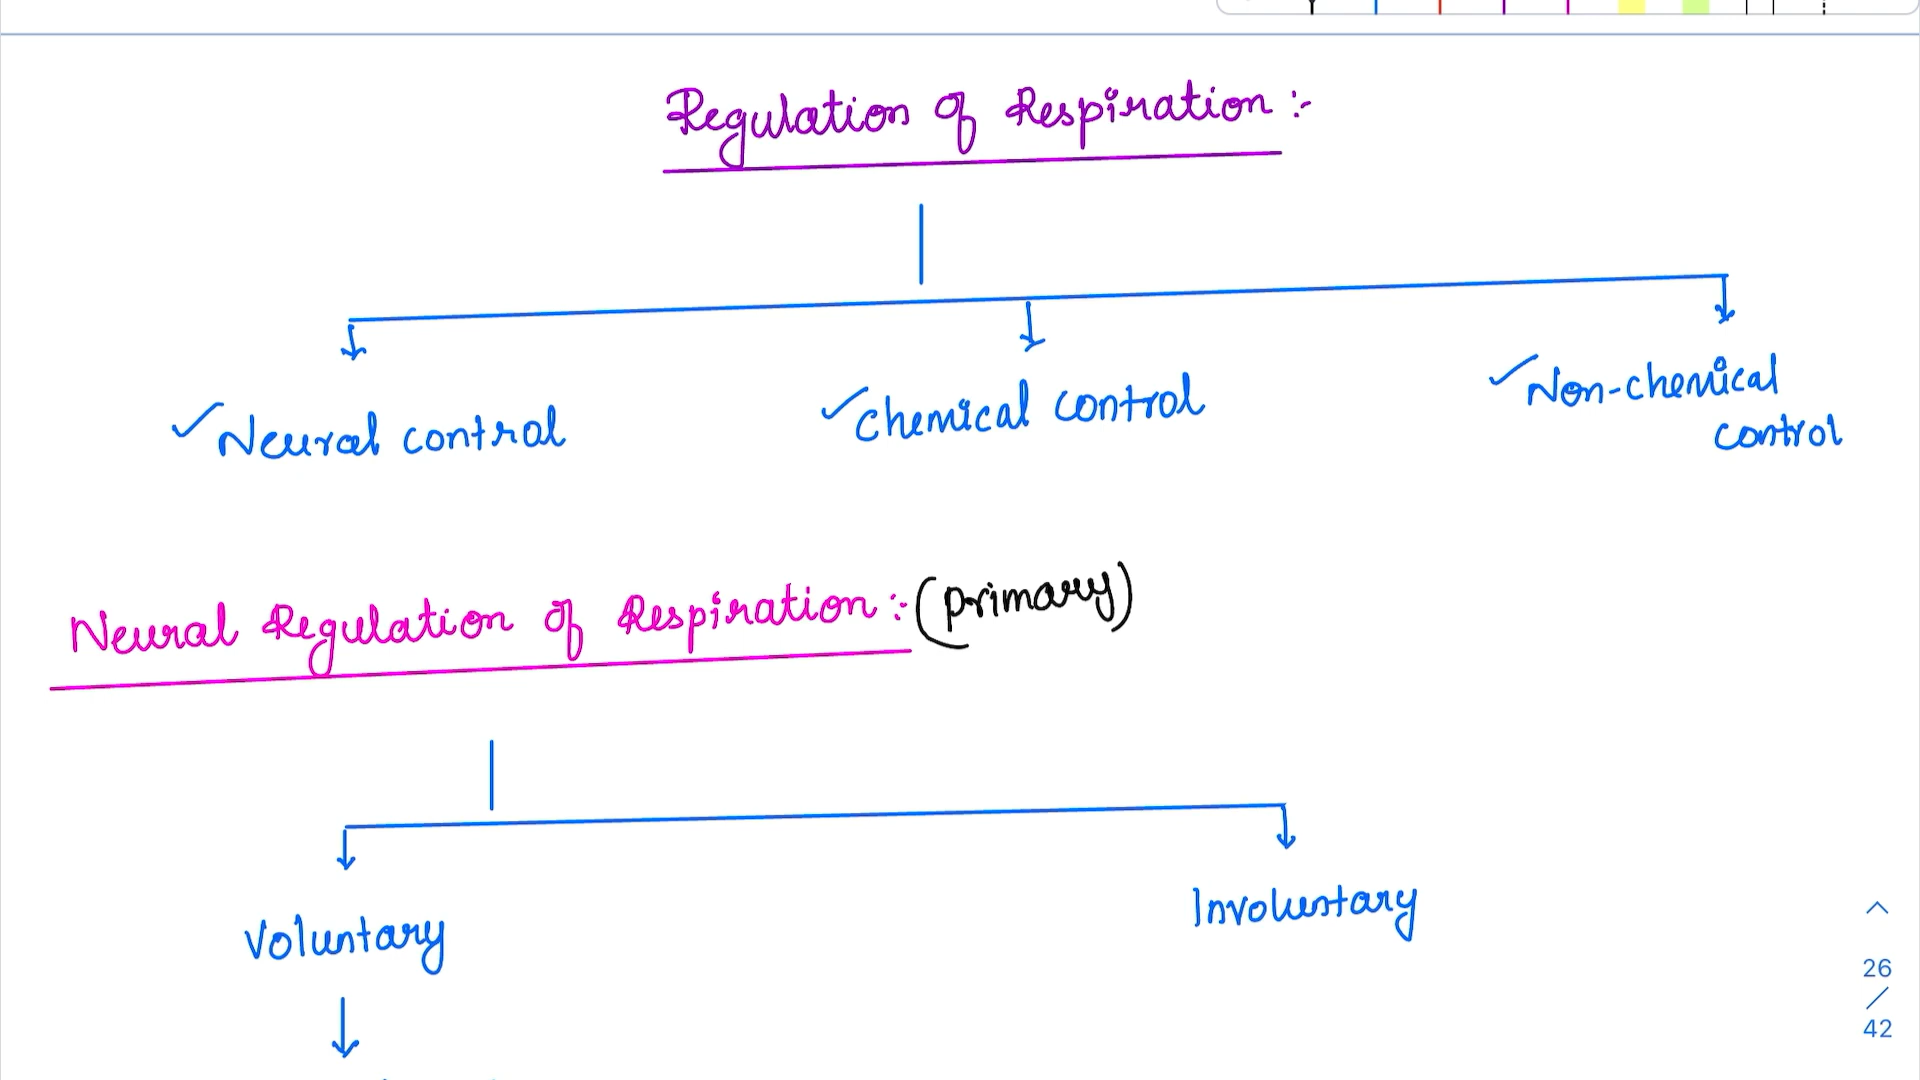 Regulation of Respiration :-
✓Neural control
✓chemical control
✓Non-chemical
control
Neural Regulation of Respiration :- (primary)
Voluntary
Involuntary
26
/
42